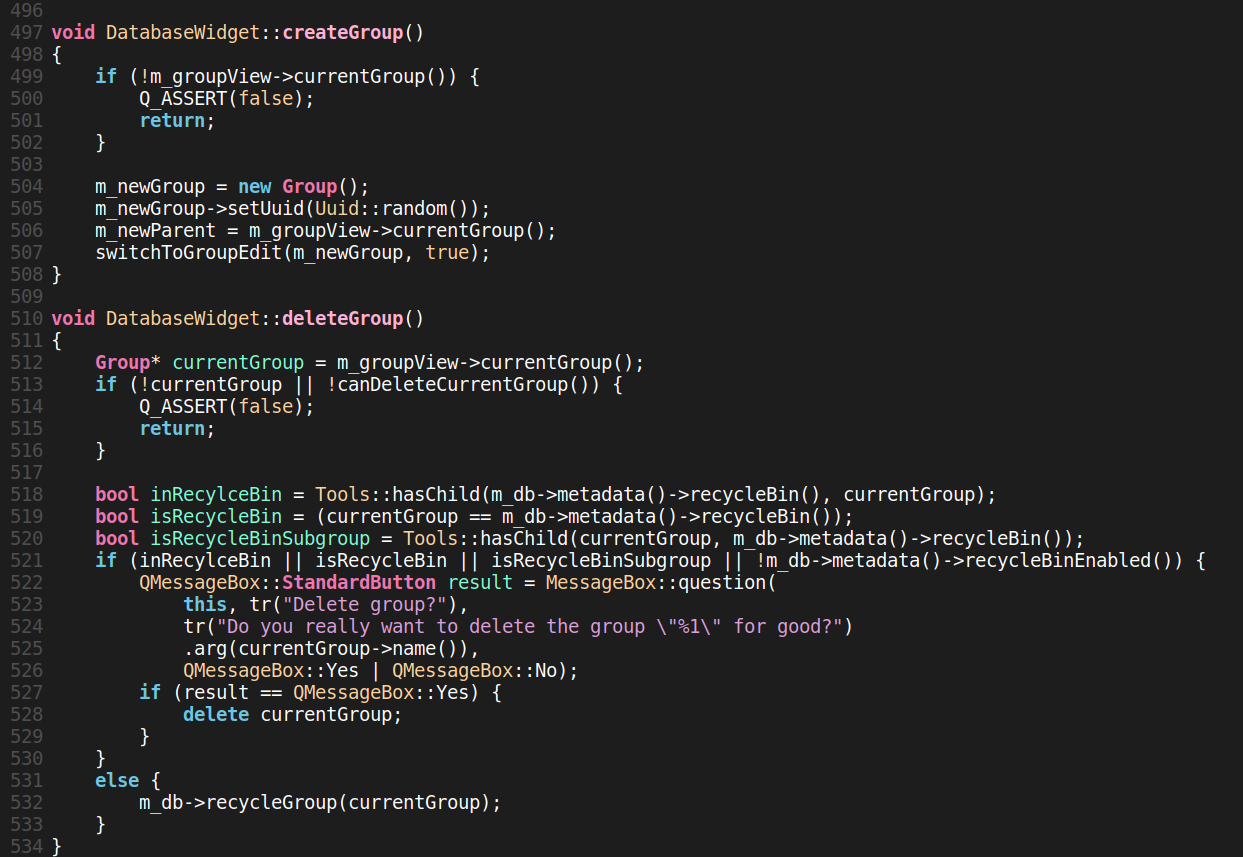 496
497 void DatabaseWidget::createGroup()
498 {
499     if (!m_groupView->currentGroup()) {
500         Q_ASSERT(false);
501         return;
502     }
503
504     m_newGroup = new Group();
505     m_newGroup->setUuid(Uuid::random());
506     m_newParent = m_groupView->currentGroup();
507     switchToGroupEdit(m_newGroup, true);
508 }
509
510 void DatabaseWidget::deleteGroup()
511 {
512     Group* currentGroup = m_groupView->currentGroup();
513     if (!currentGroup || !canDeleteCurrentGroup()) {
514         Q_ASSERT(false);
515         return;
516     }
517
518     bool inRecylceBin = Tools::hasChild(m_db->metadata()->recycleBin(), currentGroup);
519     bool isRecycleBin = (currentGroup == m_db->metadata()->recycleBin());
520     bool isRecycleBinSubgroup = Tools::hasChild(currentGroup, m_db->metadata()->recycleBin());
521     if (inRecylceBin || isRecycleBin || isRecycleBinSubgroup || !m_db->metadata()->recycleBinEnabled()) {
522         QMessageBox::StandardButton result = MessageBox::question(
523             this, tr("Delete group?"),
524             tr("Do you really want to delete the group \"%1\" for good?")
525             .arg(currentGroup->name()),
526             QMessageBox::Yes | QMessageBox::No);
527         if (result == QMessageBox::Yes) {
528             delete currentGroup;
529         }
530     }
531     else {
532         m_db->recycleGroup(currentGroup);
533     }
534 }